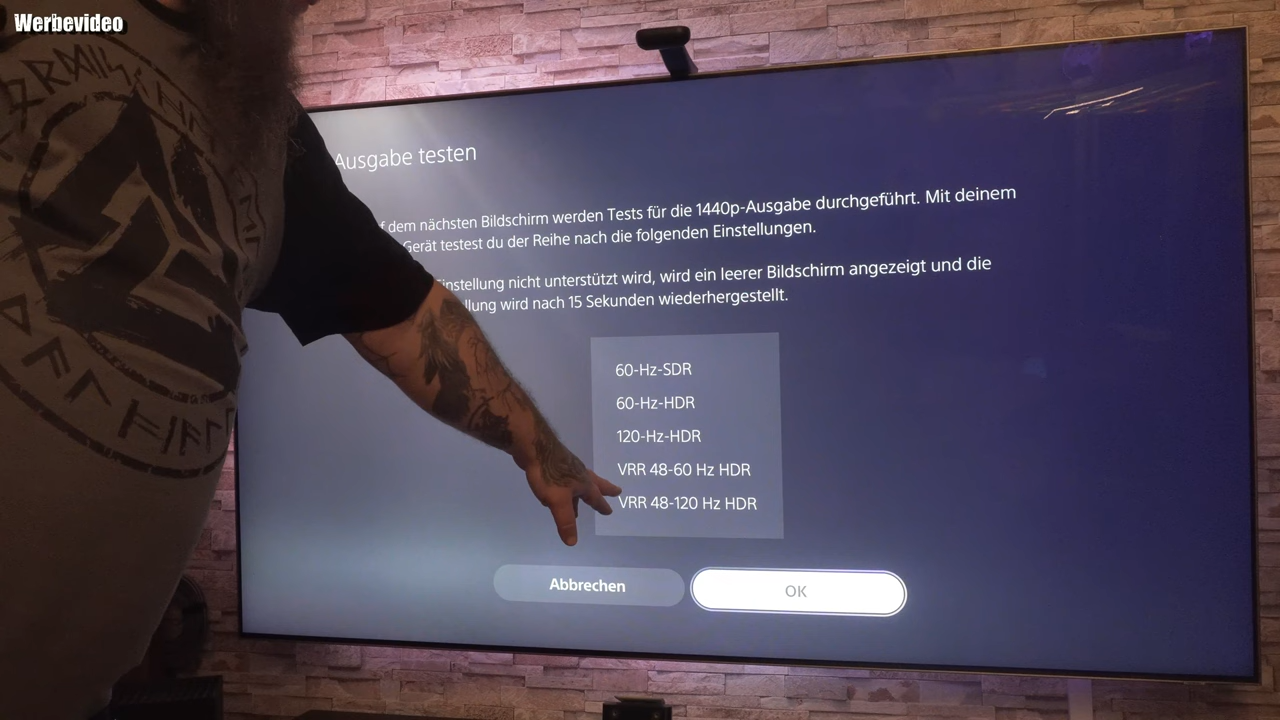 Werbevideo
Ausgabe testen
dem nächsten Bildschirm werden Tests für die 1440p-Ausgabe durchgeführt. Mit deinem
Gerät testest du der Reihe nach die folgenden Einstellungen.
nicht unterstützt wird, wird ein leerer Bildschirm angezeigt und die
wird nach 15 Sekunden wiederhergestellt.
60-Hz-SDR
60-Hz-HDR
120-Hz-HDR
VRR 48-60 Hz HDR
VRR 48-120 Hz HDR
Abbrechen
OK